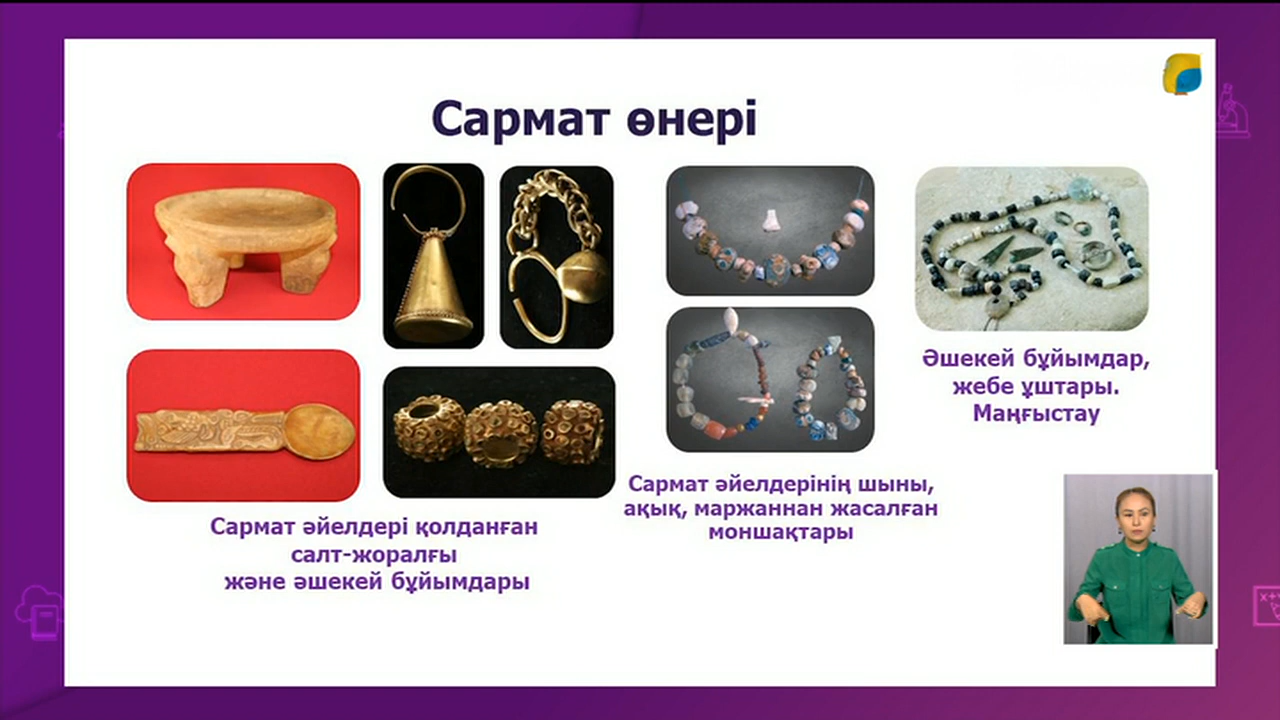 Сармат өнері
Сармат әйелдері қолданған
салт-жоралғы
және әшекей бұйымдары
Сармат әйелдерінің шыны,
ақық, маржаннан жасалған
моншақтары
Әшекей бұйымдар,
жебе ұштары.
Маңғыстау